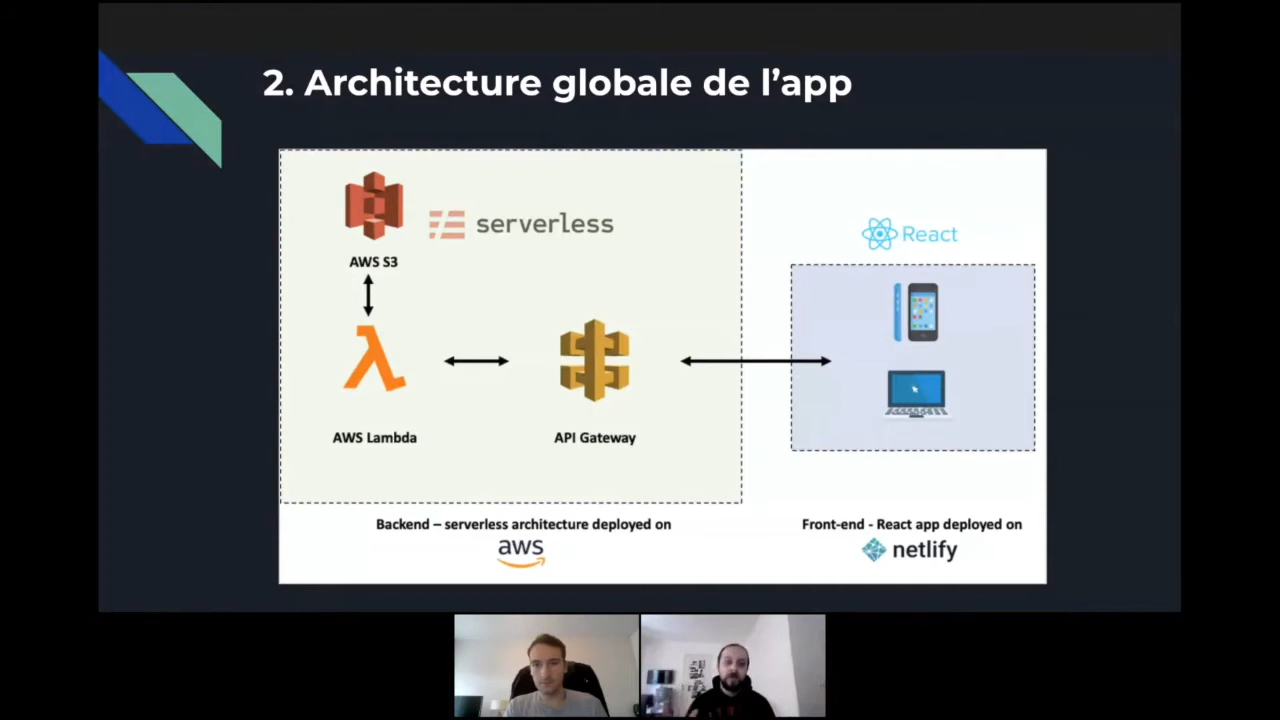 2. Architecture globale de l'app
serverless
AWS S3
React
AWS Lambda
API Gateway
Backend – serverless architecture deployed on
aws
Front-end - React app deployed on
netlify